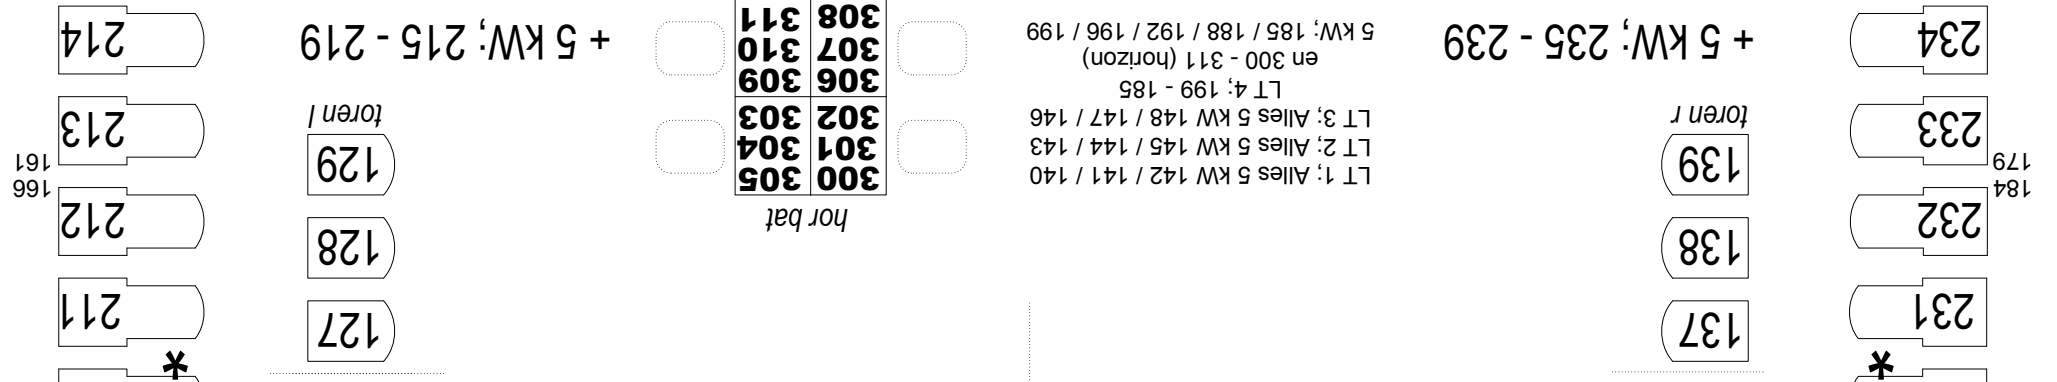 *
*
231
137
127
211
232
138
128
212
hor bat
184
179
166
161
300 305
301 304
302 303
306 309
307 310
308 311
LT 1; Alles 5 kW 142 / 141 / 140
LT 2; Alles 5 kW 145 / 144 / 143
LT 3; Alles 5 kW 148 / 147 / 146
LT 4; 199 - 185
en 300 - 311 (horizon)
5 kW; 185 / 188 / 192 / 196 / 199
233
139
129
213
toren r
toren l
234
+ 5 kW; 235 - 239
+ 5 kW; 215 - 219
214